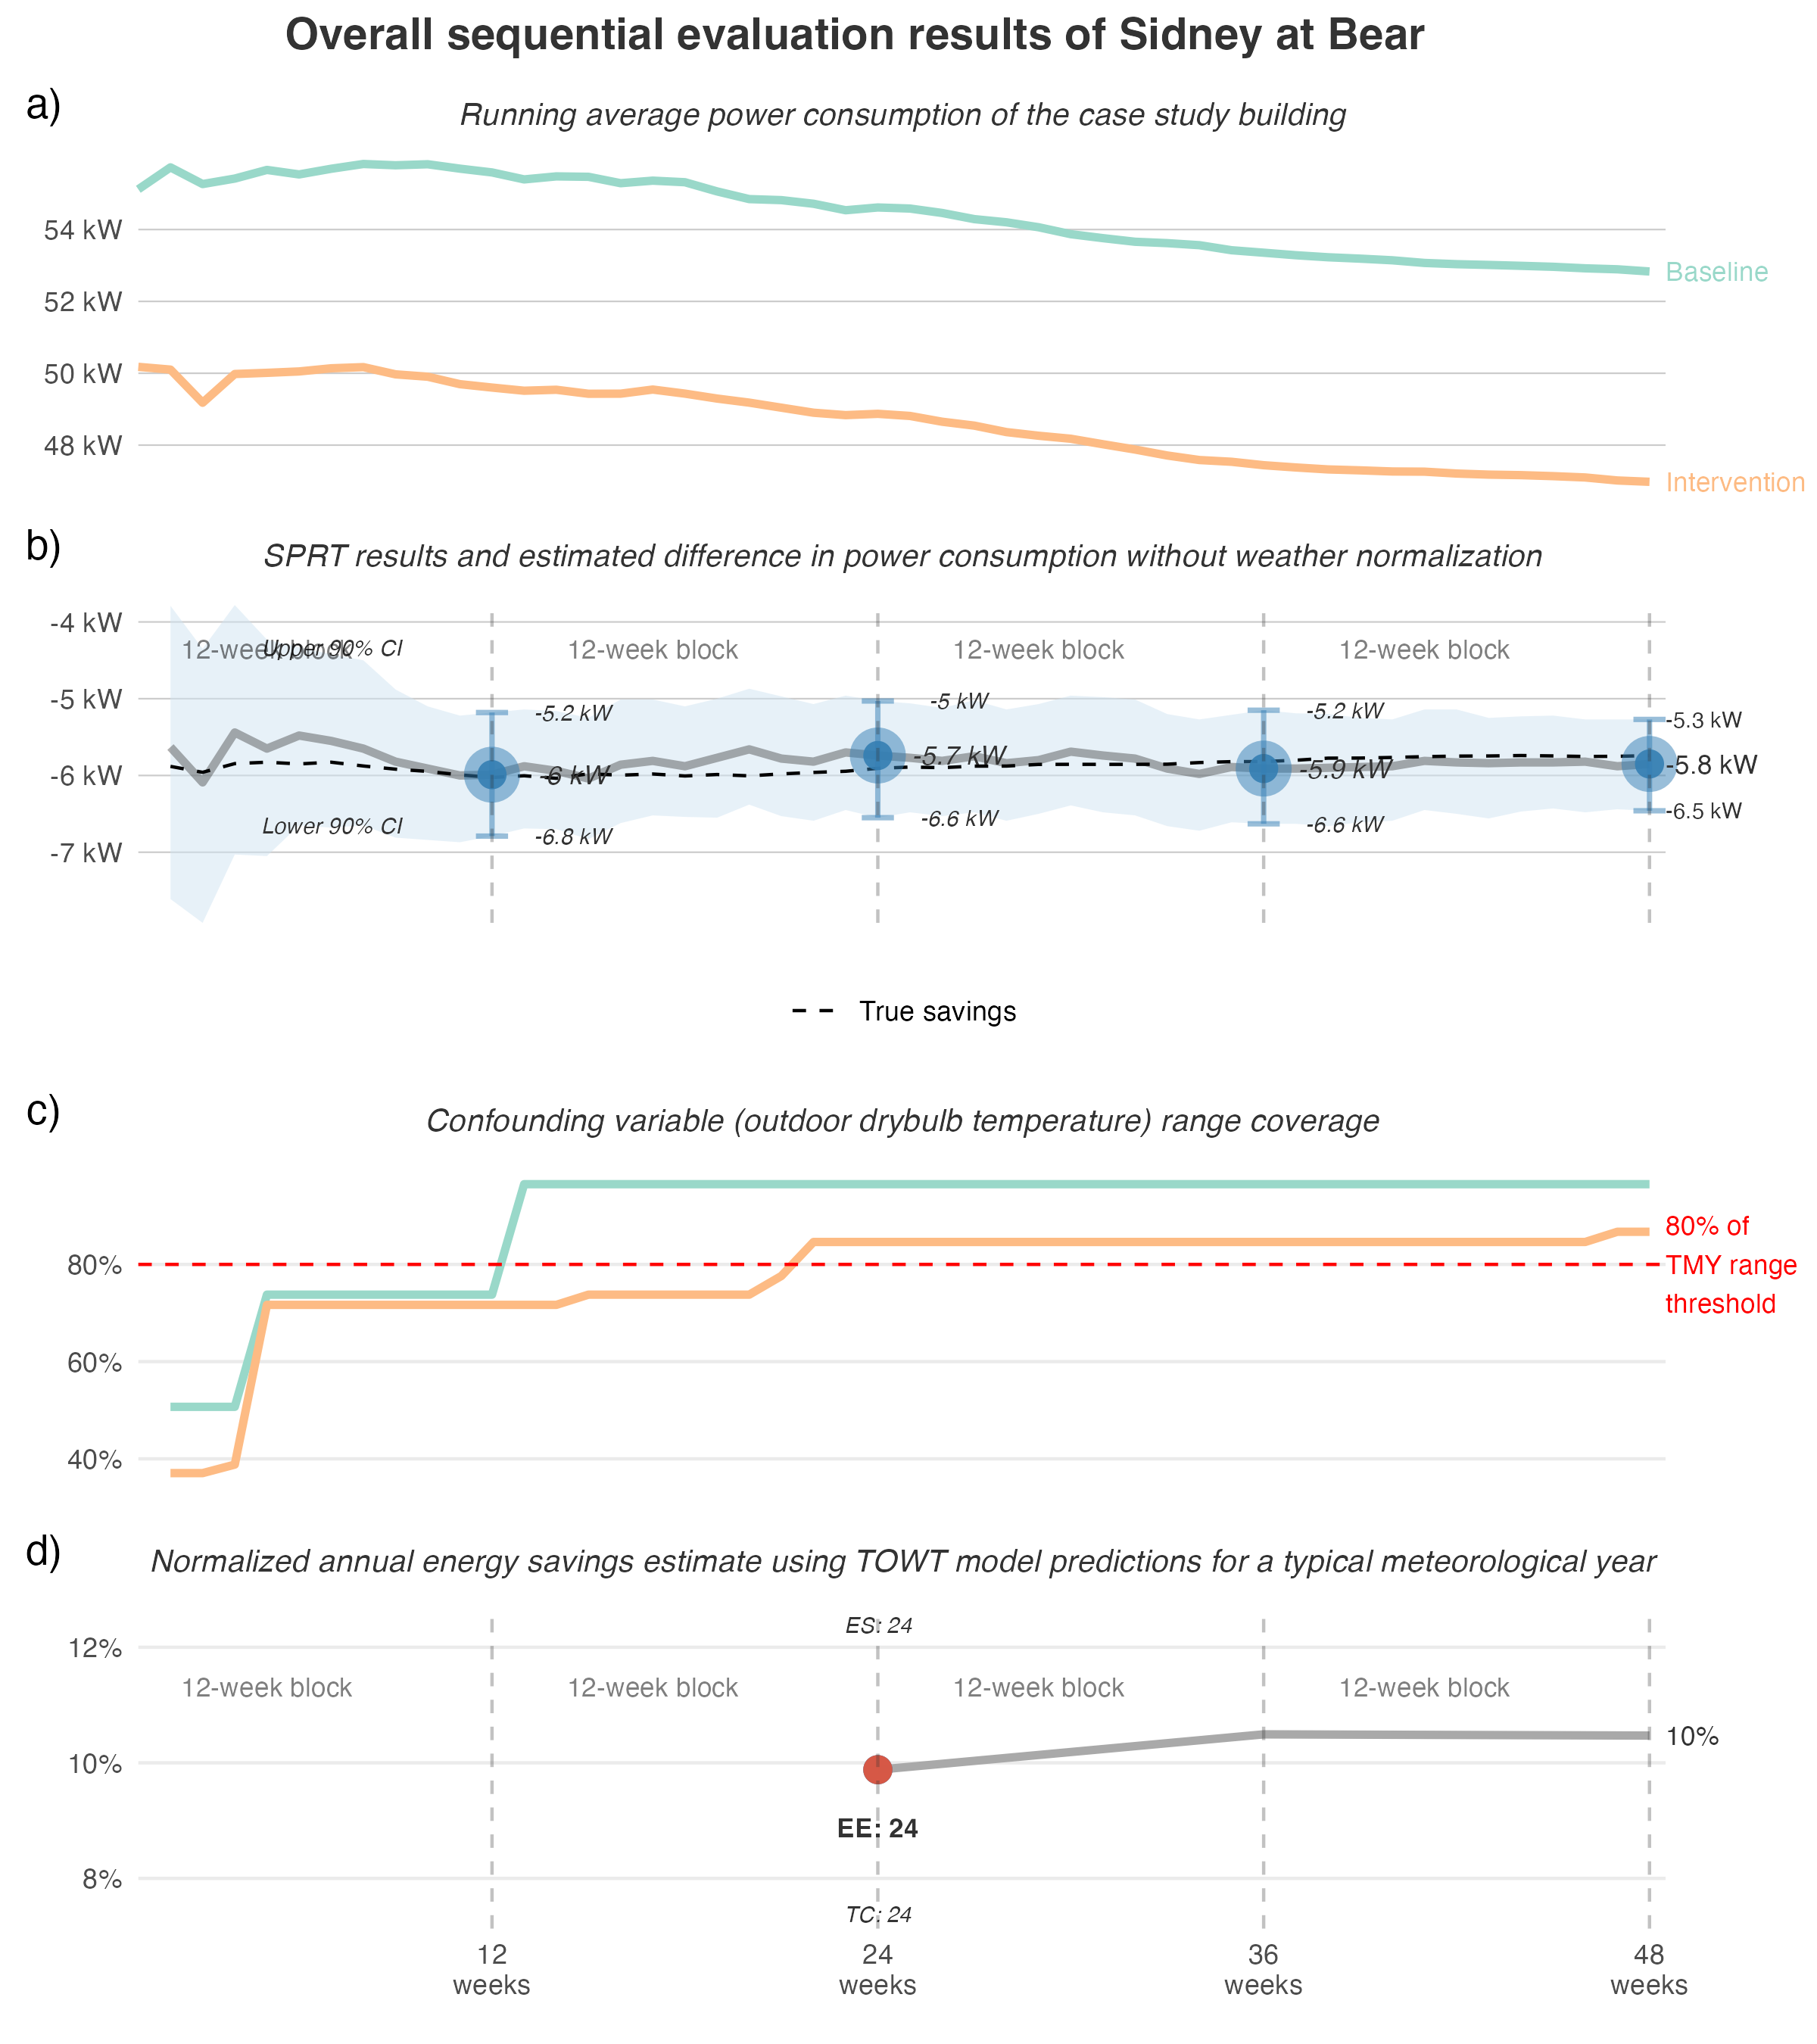 Overall sequential evaluation results of Sidney at Bear
a)
Running average power consumption of the case study building
54 kW
52 kW
50 kW
48 kW
Baseline
Intervention
b)
SPRT results and estimated difference in power consumption without weather normalization
-4 kW
-5 kW
-6 kW
-7 kW
12-week block
12-week block
12-week block
12-week block
Upper 90% CI
Lower 90% CI
-5.2 kW
-6 kW
-6.8 kW
-5 kW
-5.7 kW
-6.6 kW
-5.2 kW
-5.9 kW
-6.6 kW
-5.3 kW
-5.8 kW
-6.5 kW
True savings
c)
Confounding variable (outdoor drybulb temperature) range coverage
80%
60%
40%
80% of
TMY range
threshold
d)
Normalized annual energy savings estimate using TOWT model predictions for a typical meteorological year
12%
10%
8%
ES: 24
12-week block
12-week block
12-week block
12-week block
10%
EE: 24
TC: 24
12
weeks
24
weeks
36
weeks
48
weeks